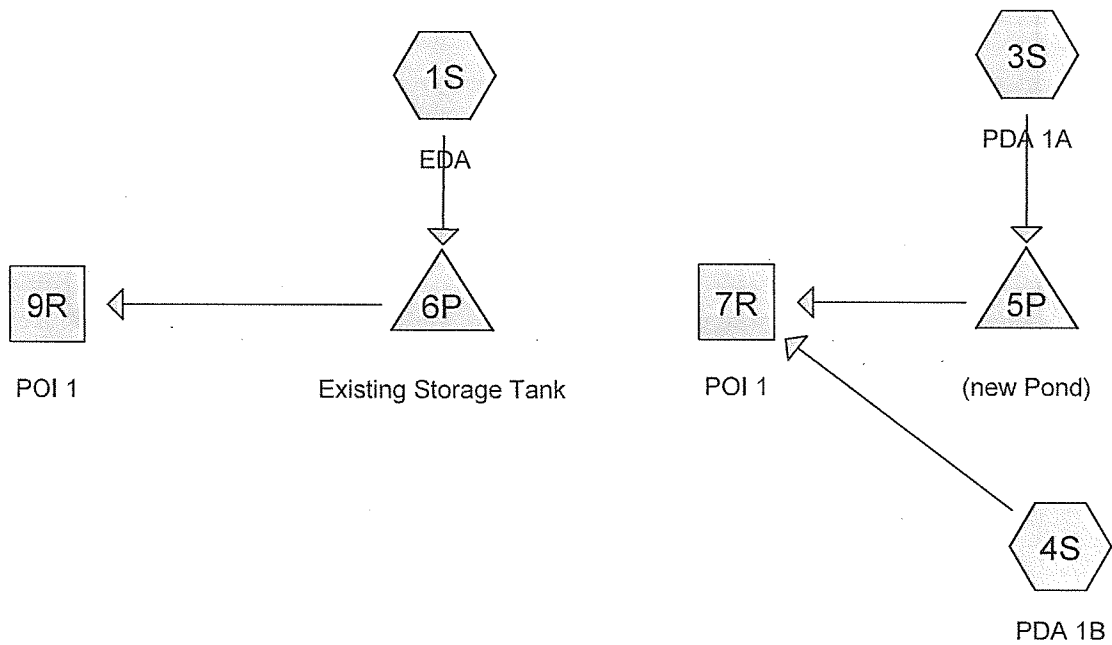 1S
EDA
9R
POI 1
6P
Existing Storage Tank
3S
PDA 1A
7R
POI 1
5P
(new Pond)
4S
PDA 1B